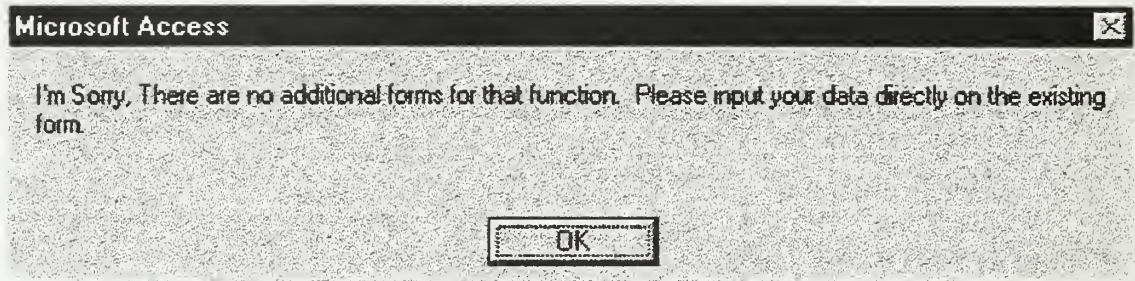 Microsoft Access
I'm Sorry, There are no additional forms for that function. Please input your data directly on the existing
form.
OK